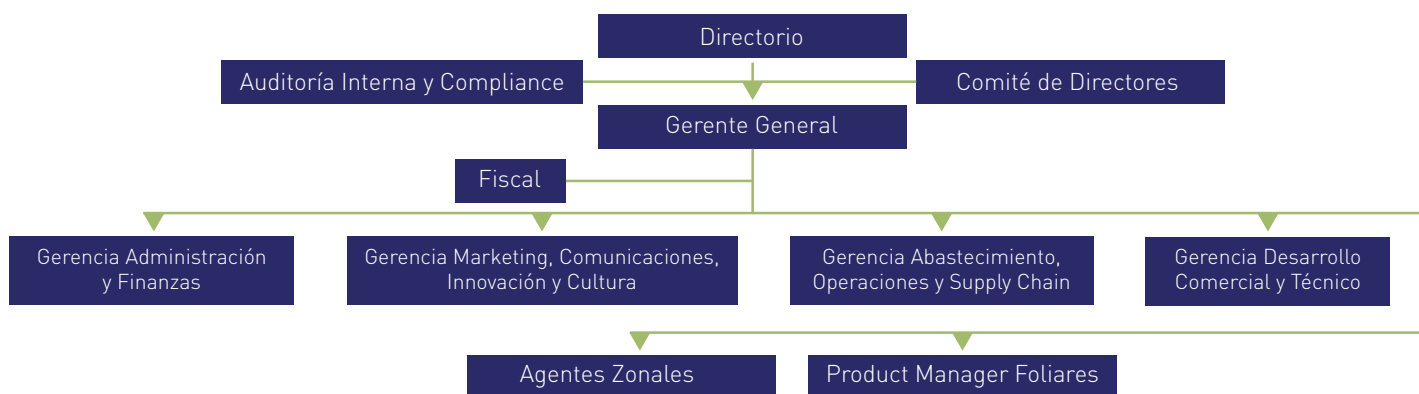 Directorio
Auditoría Interna y Compliance
Comité de Directores
Gerente General
Fiscal
Gerencia Administración
y Finanzas
Gerencia Marketing, Comunicaciones,
Innovación y Cultura
Gerencia Abastecimiento,
Operaciones y Supply Chain
Gerencia Desarrollo
Comercial y Técnico
Agentes Zonales
Product Manager Foliares